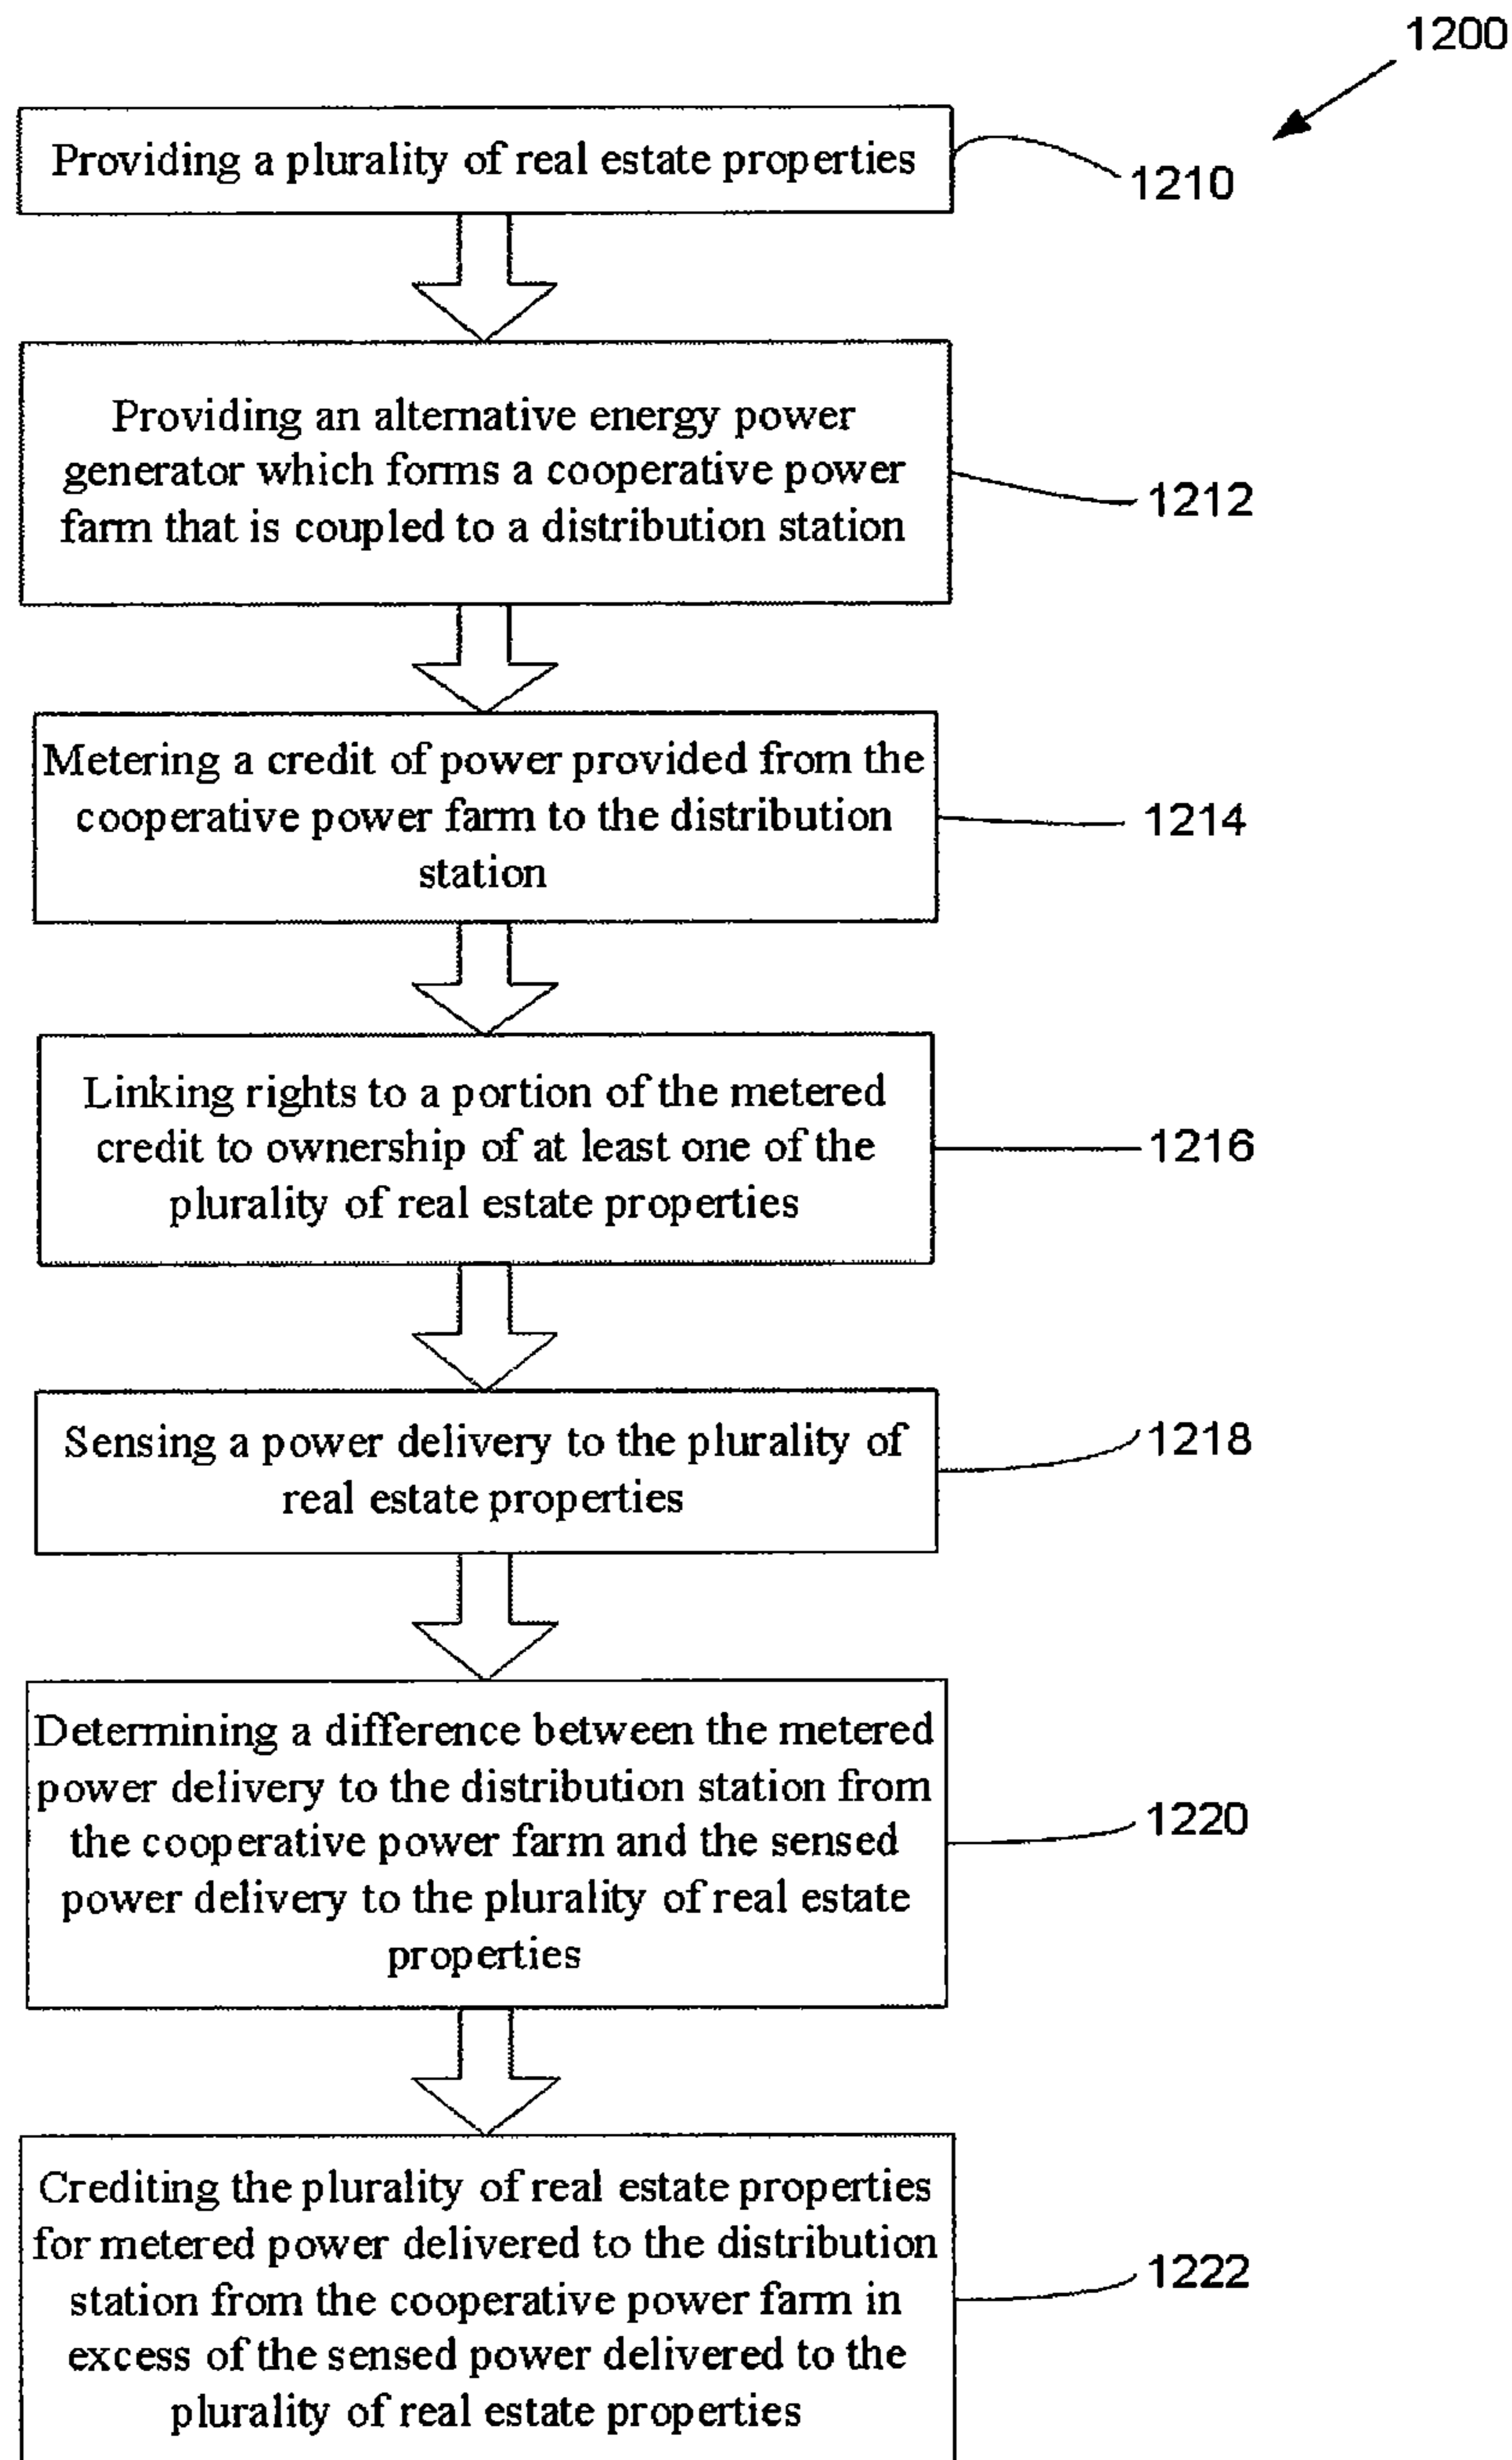 1200
Providing a plurality of real estate properties
1210
Providing an alternative energy power
generator which forms a cooperative power
farm that is coupled to a distribution station
1212
Metering a credit of power provided from the
cooperative power farm to the distribution
station
1214
Linking rights to a portion of the metered
credit to ownership of at least one of the
plurality of real estate properties
1216
Sensing a power delivery to the plurality of
real estate properties
1218
Determining a difference between the metered
power delivery to the distribution station from
the cooperative power farm and the sensed
power delivery to the plurality of real estate
properties
1220
Crediting the plurality of real estate properties
for metered power delivered to the distribution
station from the cooperative power farm in
excess of the sensed power delivered to the
plurality of real estate properties
1222